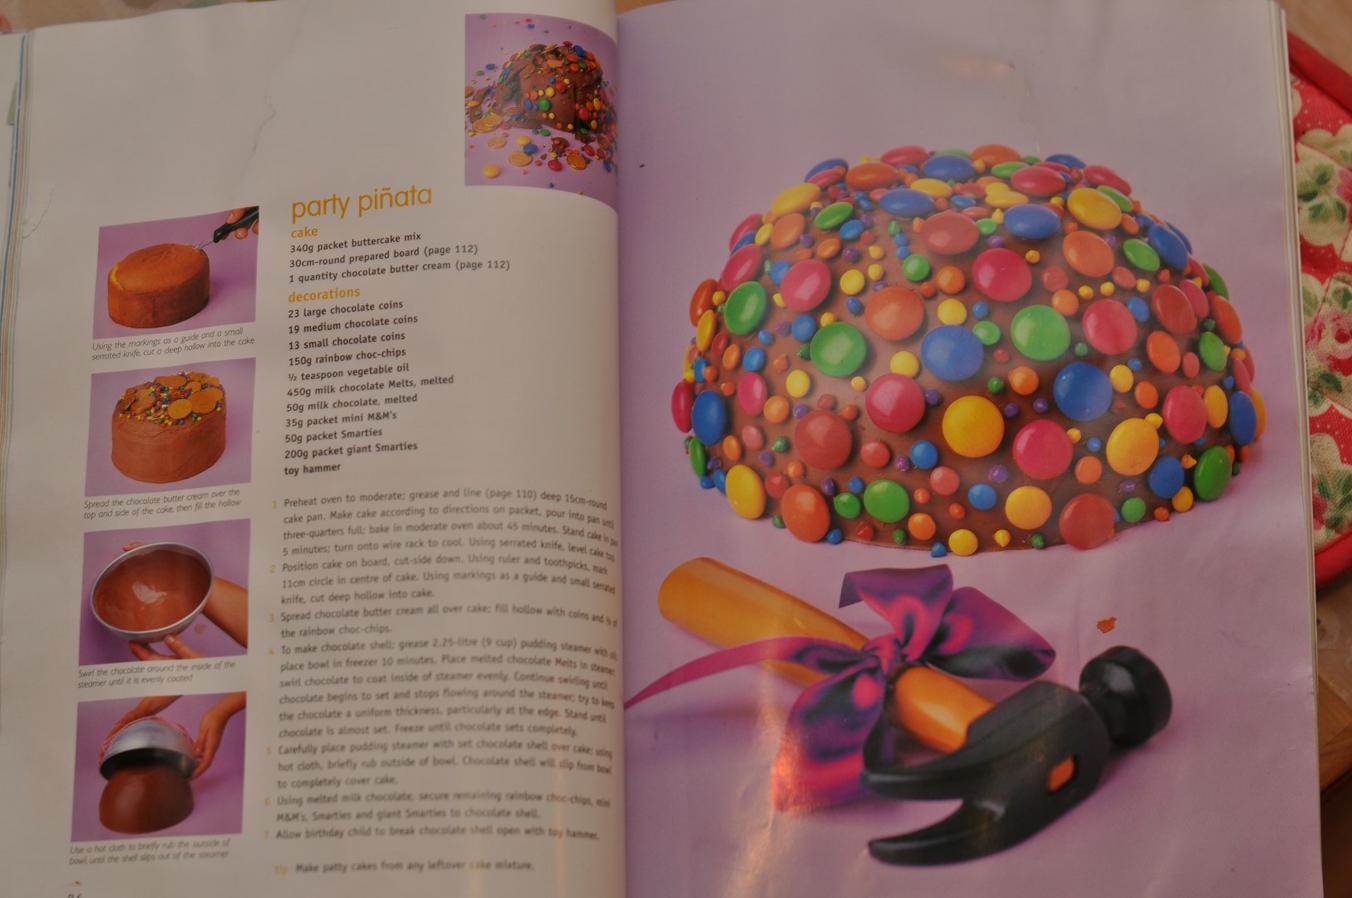 party piñata
cake
340g packet buttercake mix
30cm-round prepared board (page 112)
1 quantity chocolate butter cream (page 112)
decorations
23 large chocolate coins
19 medium chocolate coins
13 small chocolate coins
150g rainbow choc-chips
½ teaspoon vegetable oil
450g milk chocolate Melts, melted
50g milk chocolate, melted
35g packet mini M&M's
50g packet Smarties
200g packet giant Smarties
toy hammer
1 Preheat oven to moderate; grease and line (page 110) deep 15cm-round
cake pan. Make cake according to directions on packet, pour into pan until
three-quarters full; bake in moderate oven about 45 minutes. Stand cake in pan
5 minutes; turn onto wire rack to cool. Using serrated knife, level cake top.
2 Position cake on board, cut-side down. Using ruler and toothpicks, mark
11cm circle in centre of cake. Using markings as a guide and small serrated
knife, cut deep hollow into cake.
3 Spread chocolate butter cream all over cake; fill hollow with coins and of
the rainbow choc-chips.
4 To make chocolate shell; grease 2.25-litre (9 cup) pudding steamer with oil,
place bowl in freezer 10 minutes. Place melted chocolate Melts in steamer;
swirl chocolate to coat inside of steamer evenly. Continue swirling until
chocolate begins to set and stops flowing around the steamer; try to keep
the chocolate a uniform thickness, particularly at the edge. Stand until
chocolate is almost set. Freeze until chocolate sets completely.
5 Carefully place pudding steamer with set chocolate shell over cake; using
hot cloth, briefly rub outside of bowl. Chocolate shell will slip from bowl
to completely cover cake.
6 Using melted milk chocolate, secure remaining rainbow choc-chips, mini
M&M's, Smarties and giant Smarties to chocolate shell.
7 Allow birthday child to break chocolate shell open with toy hammer.
Tip Make patty cakes from any leftover cake mixture.
Using the markings as a guide and a small
serrated knife, cut a deep hollow into the cake
Spread the chocolate butter cream over the
top and side of the cake, then fill the hollow
Swirl the chocolate around the inside of the
steamer until it is evenly coated
Use a hot cloth to briefly rub the outside of
bowl until the shell slips out of the steamer